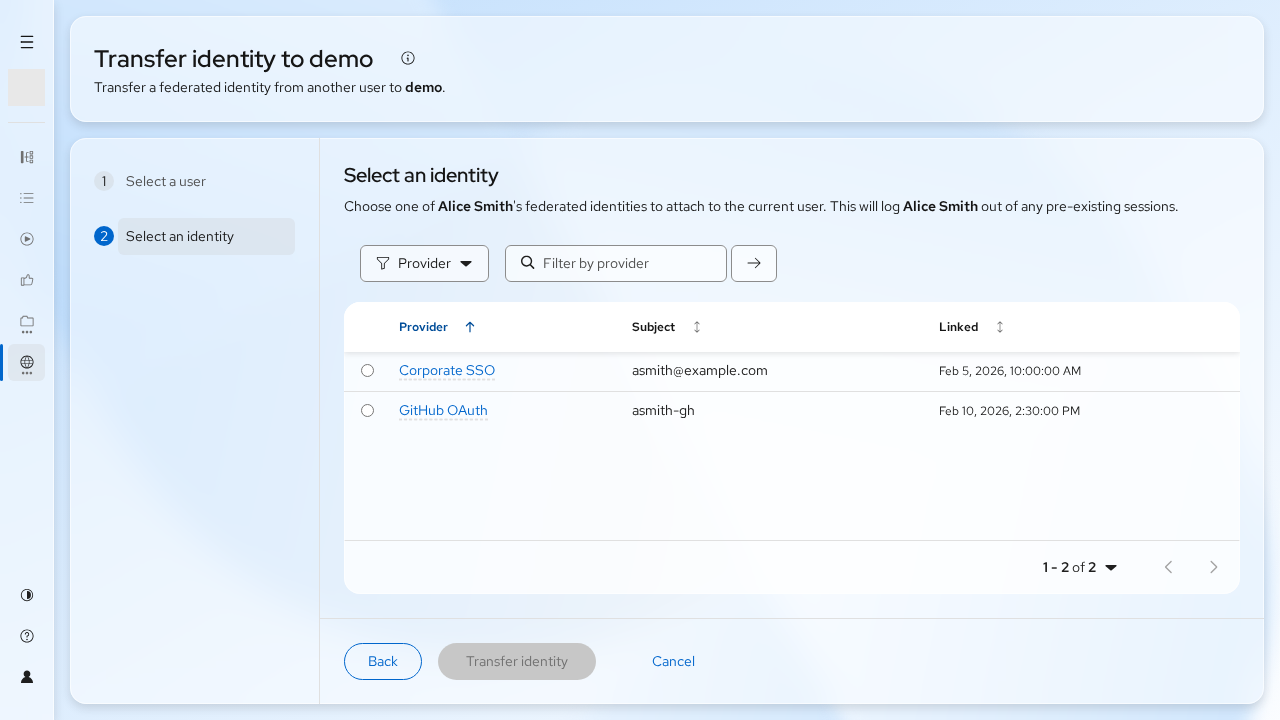 Transfer identity to demo
Transfer a federated identity from another user to demo.
1 Select a user
2 Select an identity
Select an identity
Choose one of Alice Smith's federated identities to attach to the current user. This will log Alice Smith out of any pre-existing sessions.
Provider
Filter by provider
Provider Subject Linked
Corporate SSO asmith@example.com Feb 5, 2026, 10:00:00 AM
GitHub OAuth asmith-gh Feb 10, 2026, 2:30:00 PM
1 - 2 of 2
Back Transfer identity Cancel